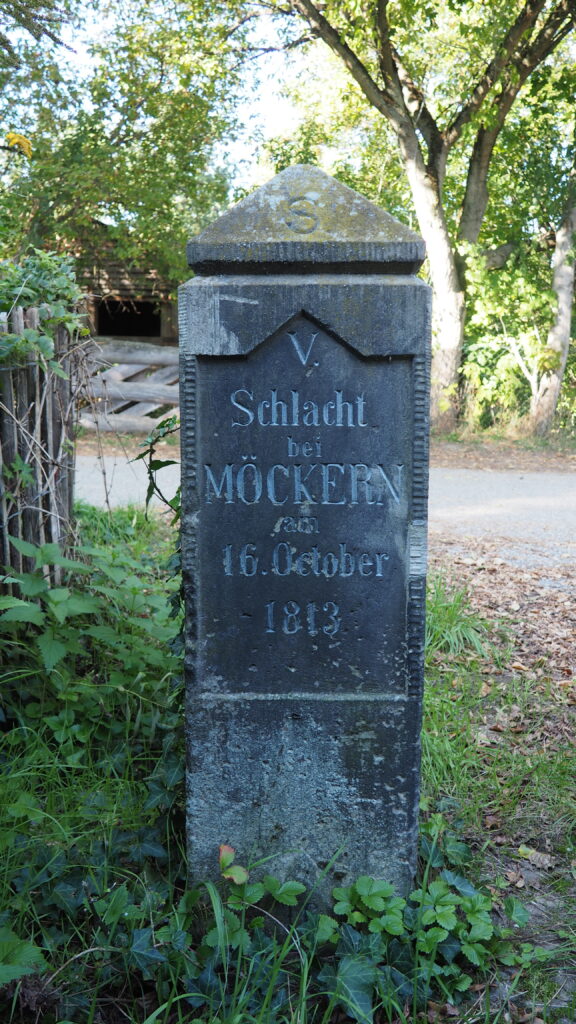 S
V.
Schlacht
bei
MÖCKERN
am
16. October
1813